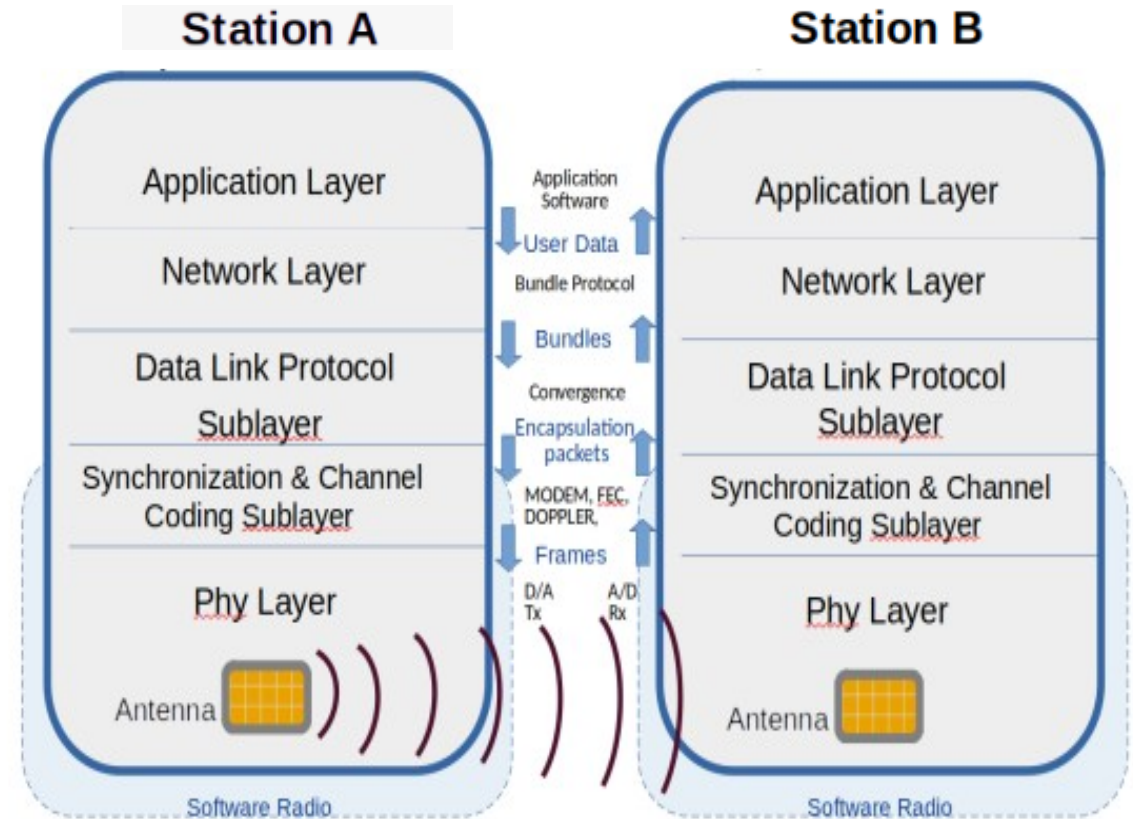 Station A
Station B
Application Layer
Network Layer
Data Link Protocol
Sublayer
Synchronization & Channel
Coding Sublayer
Phy Layer
Antenna
Software Radio
Application
Software
User Data
Bundle Protocol
Bundles
Convergence
Encapsulation
packets
MODEM, FEC,
DOPPLER,
Frames
D/A
Tx
A/D
Rx
Application Layer
Network Layer
Data Link Protocol
Sublayer
Synchronization & Channel
Coding Sublayer
Phy Layer
Antenna
Software Radio